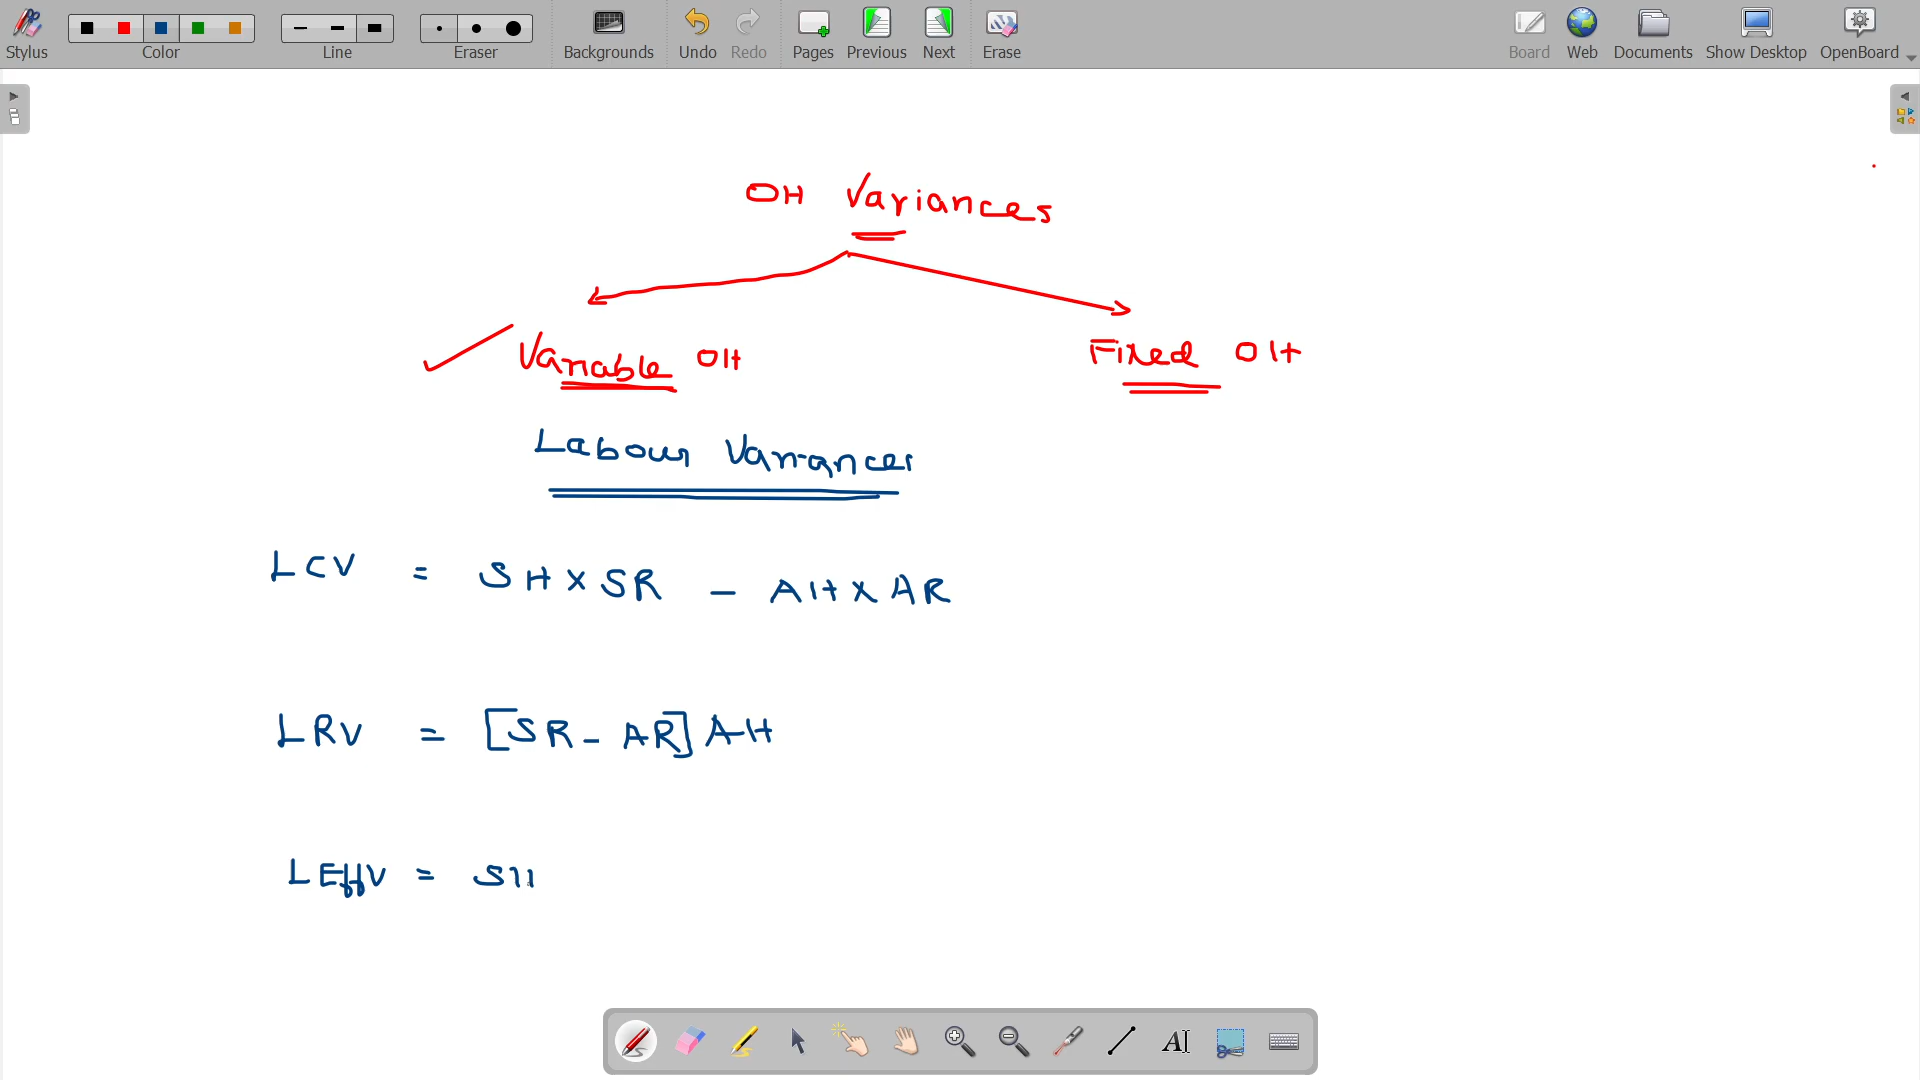 Stylus Color Line Eraser Backgrounds Undo Redo Pages Previous Next Erase Board Web Documents Show Desktop OpenBoard
OH Variances
Variable OH Fixed OH
Labour Variances
LCV = SH X SR - AH X AR
LRV = [SR - AR] AH
LEffV = SH